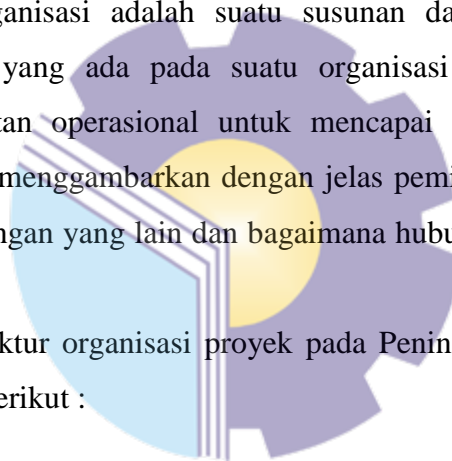 ganisasi adalah suatu susunan da
yang ada pada suatu organisasi
tan operasional untuk mencapai
menggambarkan dengan jelas pemi
ngan yang lain dan bagaimana hubu
ktur organisasi proyek pada Penin
erikut :